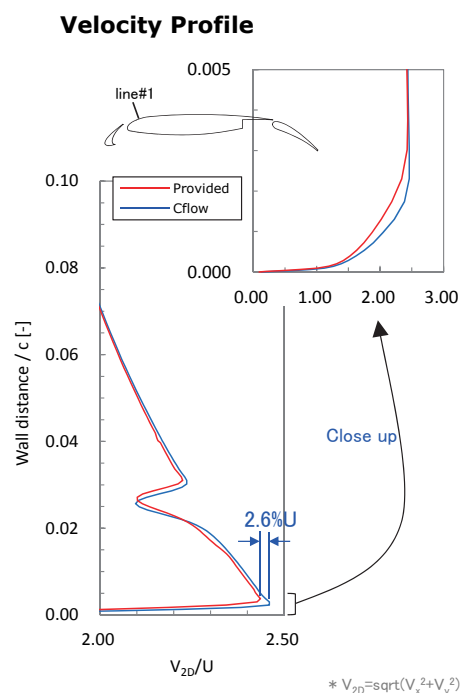 Velocity Profile
line#1
0.005
0.000
0.00 1.00 2.00 3.00
Provided
Cflow
0.10
0.08
0.06
0.04
0.02
0.00
Wall distance / c [-]
Close up
2.6%U
2.00 2.50
V2D/U
* V2D=sqrt(Vx²+Vy²)